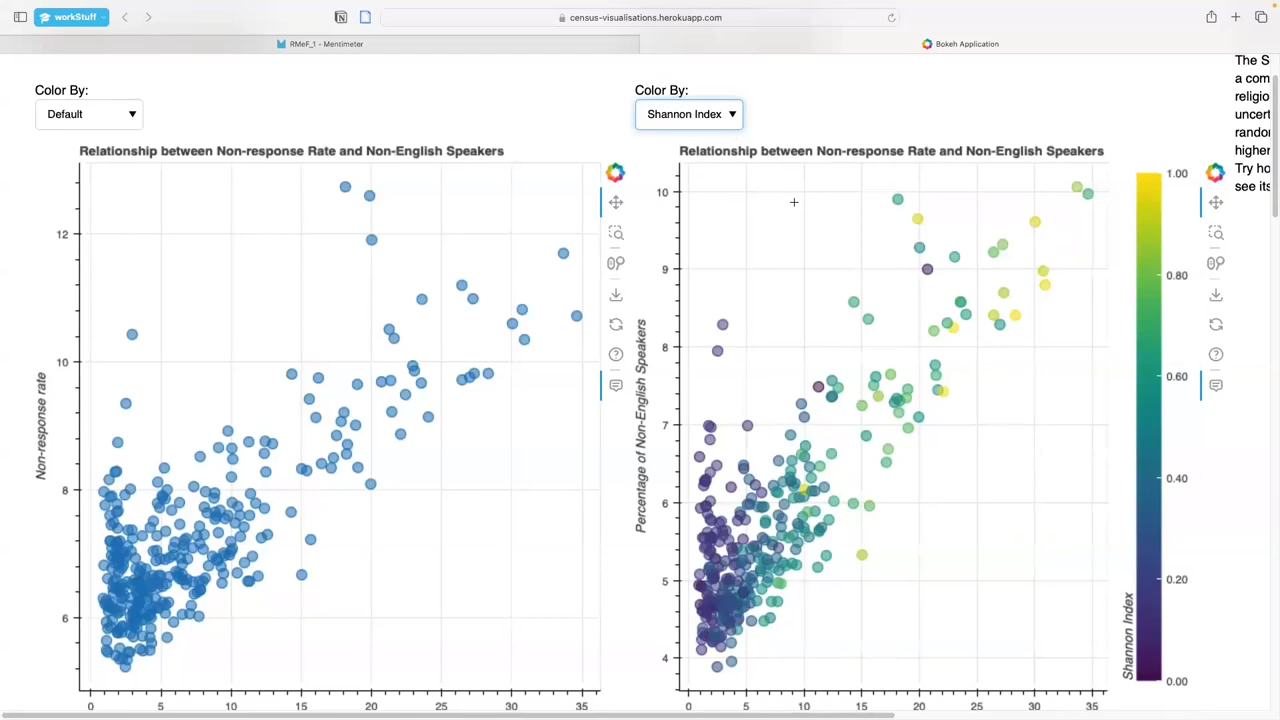 workStuff
census-visualisations.herokuapp.com
RMeF_1 - Mentimeter
Bokeh Application
Color By:
Default
Relationship between Non-response Rate and Non-English Speakers
Non-response rate
12
10
8
6
0
5
10
15
20
25
30
35
Color By:
Shannon Index
Relationship between Non-response Rate and Non-English Speakers
Percentage of Non-English Speakers
10
9
8
7
6
5
4
0
5
10
15
20
25
30
35
Shannon Index
1.00
0.80
0.60
0.40
0.20
0.00
The S
a com
religio
uncert
rando
higher
Try ho
see its